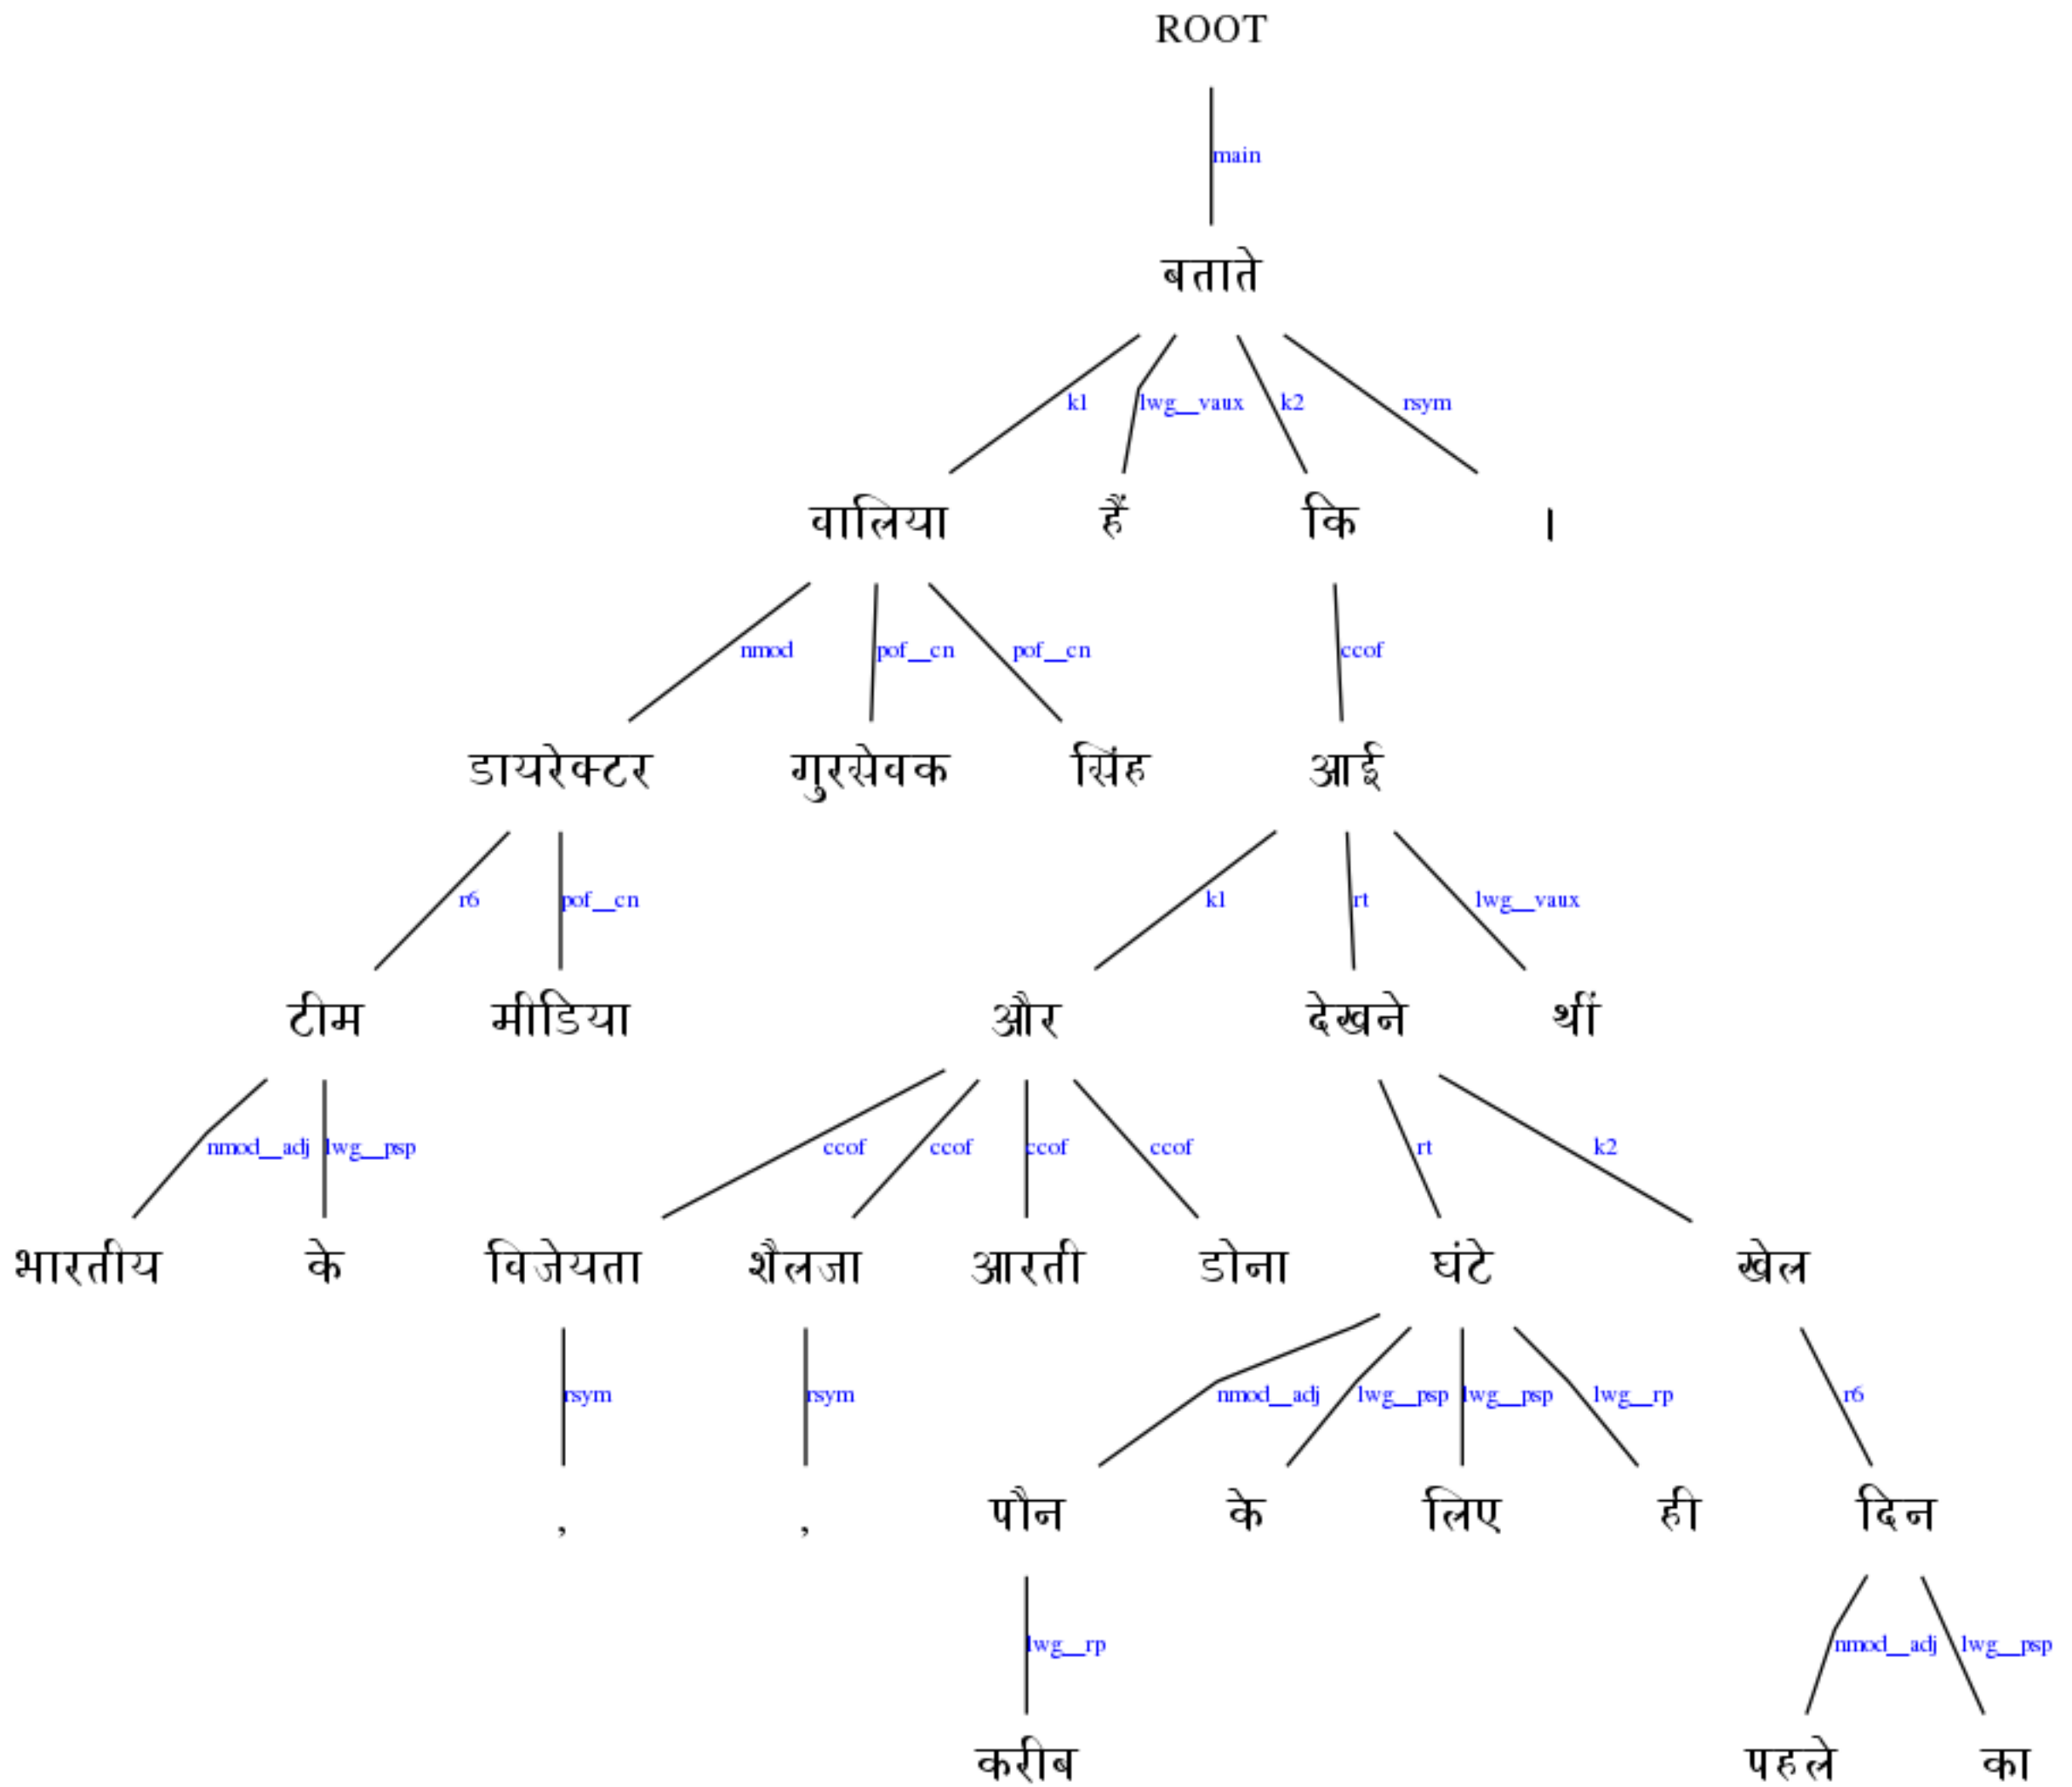 ROOT
main
बताते
k1 lwg__vaux k2 rsym
वालिया हैं कि ।
nmod pof__cn pof__cn ccof
डायरेक्टर गुरसेवक सिंह आई
r6 pof__cn k1 rt lwg__vaux
टीम मीडिया और देखने थीं
nmod__adj lwg__psp ccof ccof ccof ccof rt k2
भारतीय के विजेयता शैलजा आरती डोना घंटे खेल
rsym rsym nmod__adj lwg__psp lwg__psp lwg__rp r6
, , पौन के लिए ही दिन
lwg__rp nmod__adj lwg__psp
करीब पहले का